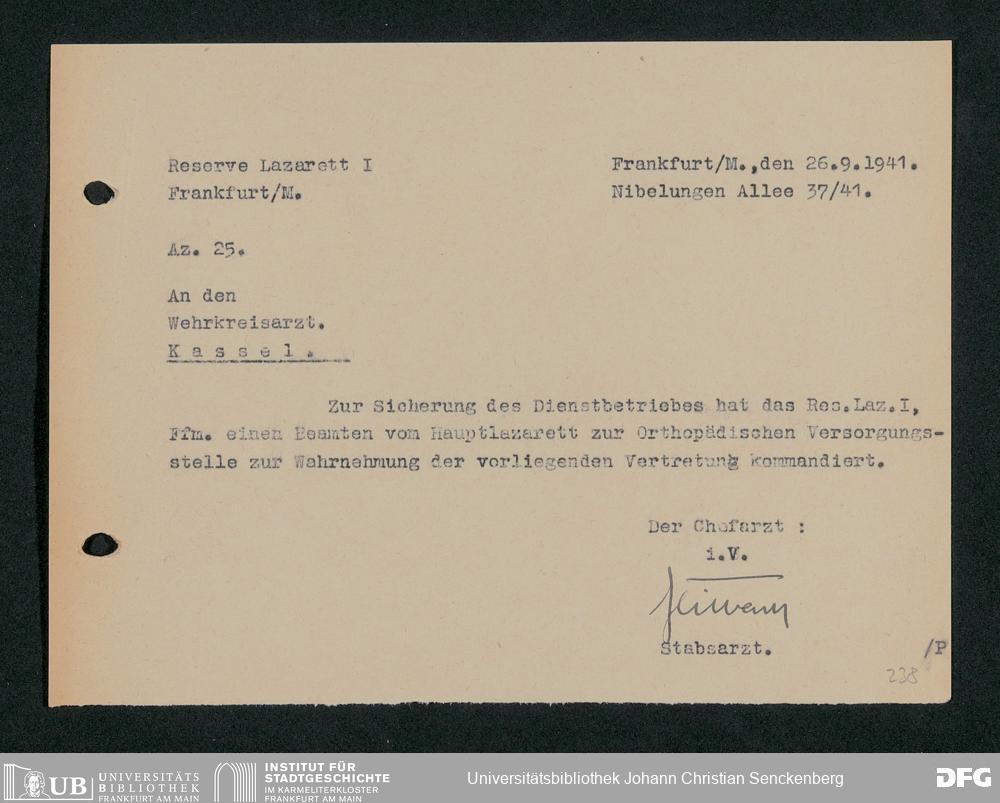 Reserve Lazarett I
Frankfurt/M.
Frankfurt/M.,den 26.9.1941.
Nibelungen Allee 37/41.
Az. 25.
An den
Wehrkreisarzt.
K a s s e l .
Zur Sicherung des Dienstbetriebes hat das Res.Laz.I,
Ffm. einen Beamten vom Hauptlazarett zur Orthopädischen Versorgungs-
stelle zur Wahrnehmung der vorliegenden Vertretung kommandiert.
Der Chefarzt :
i.V.
Stabsarzt.
/P
238
UB
UNIVERSITÄTS
BIBLIOTHEK
FRANKFURT AM MAIN
INSTITUT FÜR
STADTGESCHICHTE
IM KARMELITERKLOSTER
FRANKFURT AM MAIN
Universitätsbibliothek Johann Christian Senckenberg
DFG